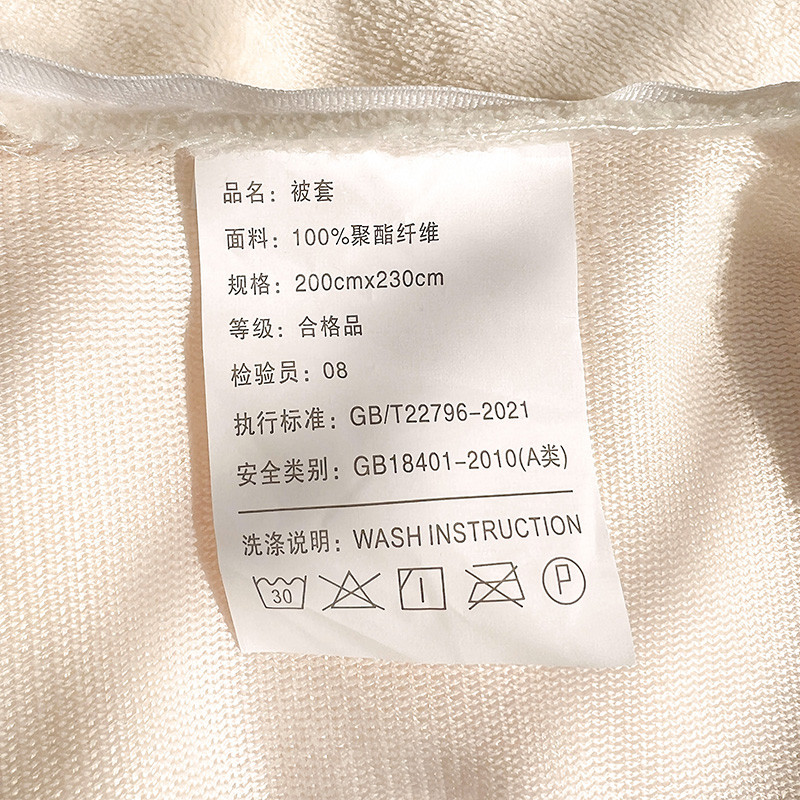 品名：被套
面料：100%聚酯纤维
规格：200cmx230cm
等级：合格品
检验员：08
执行标准：GB/T22796-2021
安全类别：GB18401-2010(A类)
洗涤说明：WASH INSTRUCTION
30 P